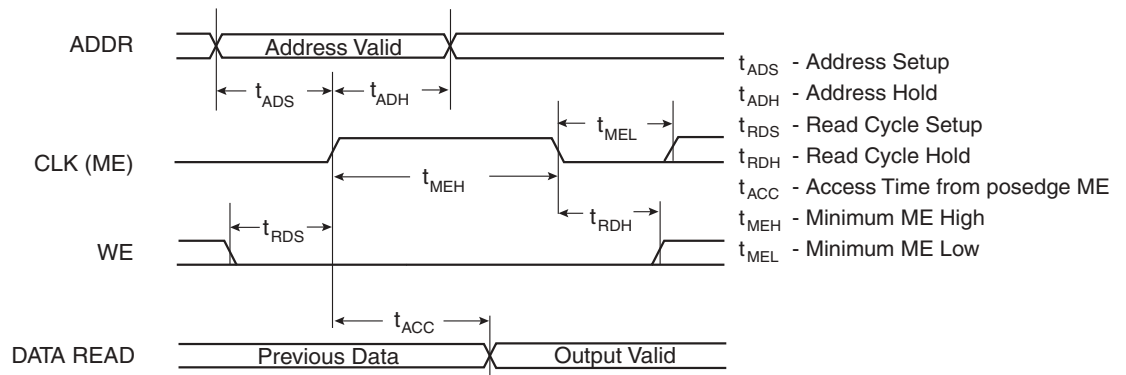 ADDR
Address Valid
tADS
tADH
CLK (ME)
tMEL
tMEH
WE
tRDS
tRDH
tACC
DATA READ
Previous Data
Output Valid
tADS - Address Setup
tADH - Address Hold
tRDS - Read Cycle Setup
tRDH - Read Cycle Hold
tACC - Access Time from posedge ME
tMEH - Minimum ME High
tMEL - Minimum ME Low